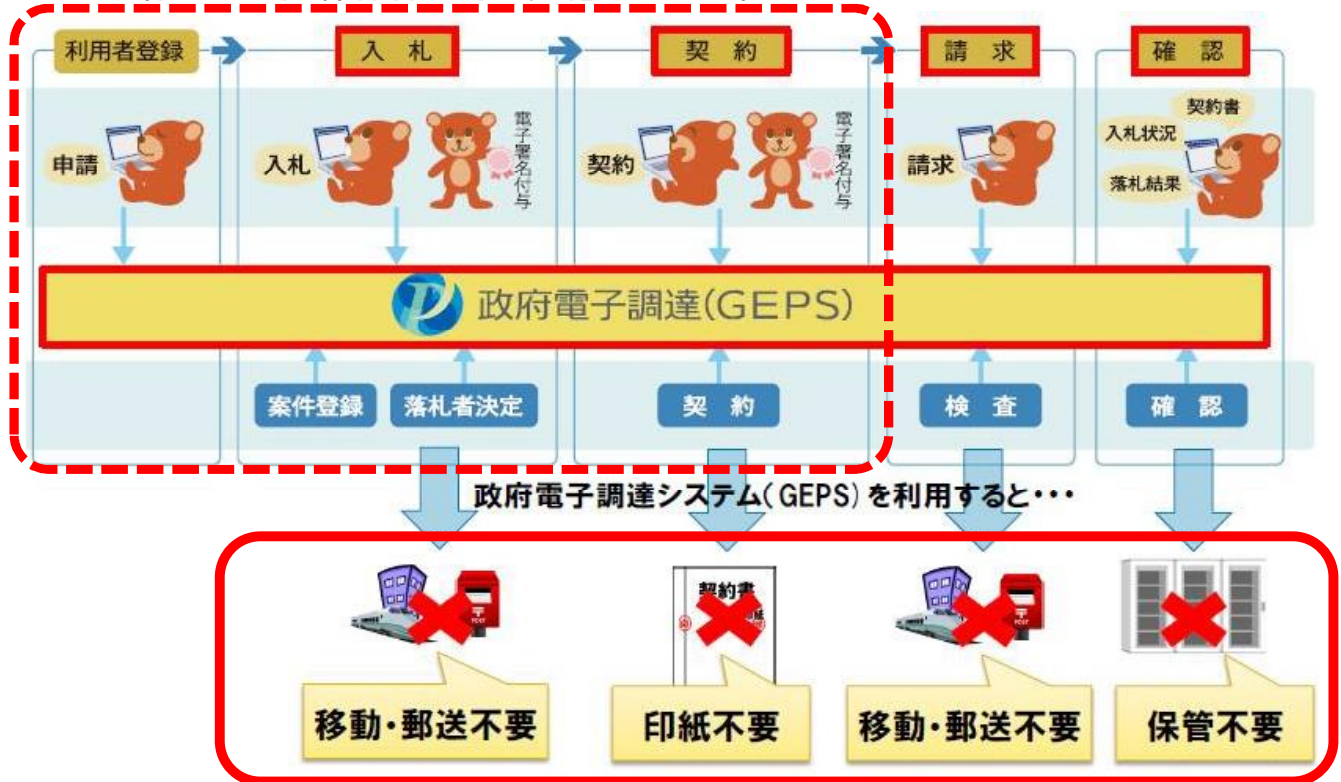 利用者登録
入札
契約
請求
確認
申請
入札
電子署名付与
契約
電子署名付与
請求
契約書
入札状況
落札結果
政府電子調達(GEPS)
案件登録
落札者決定
契約
検査
確認
政府電子調達システム(GEPS)を利用すると・・・
契約書
POST
POST
移動・郵送不要
印紙不要
移動・郵送不要
保管不要